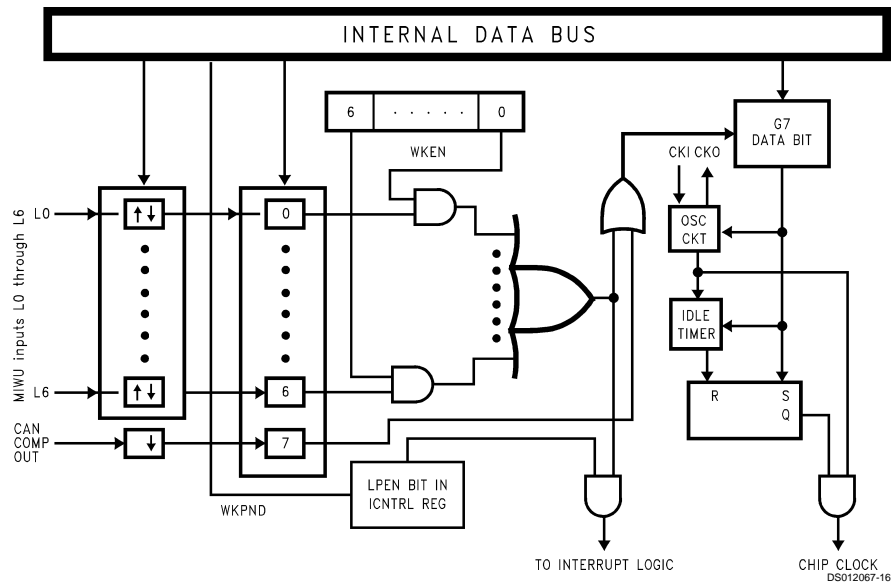 INTERNAL DATA BUS
6 . . . . . 0
WKEN
G7
DATA BIT
CKI CKO
MIWU inputs L0 through L6
L0
↑↓
0
OSC
CKT
IDLE
TIMER
L6
↑↓
6
R S
Q
CAN
COMP
OUT
↓
7
LPEN BIT IN
ICNTRL REG
WKPND
TO INTERRUPT LOGIC
CHIP CLOCK
DS012067-16